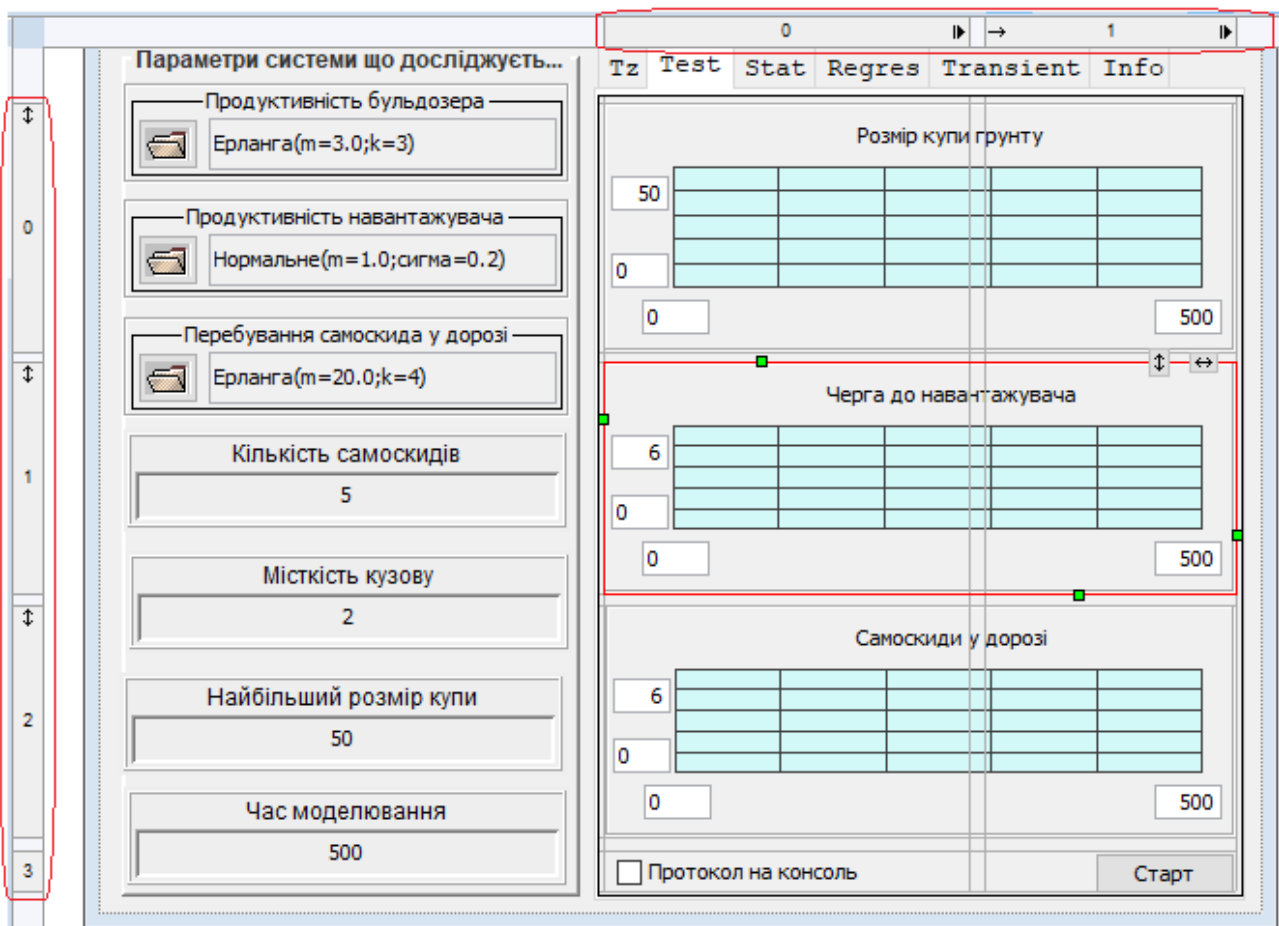 0 1
Параметри системи що досліджуєть...
Tz Test Stat Regres Transient Info
Продуктивність бульдозера
Ерланга(m=3.0;k=3)
Продуктивність навантажувача
Нормальне(m=1.0;сигма=0.2)
Перебування самоскида у дорозі
Ерланга(m=20.0;k=4)
Кількість самоскидів
5
Місткість кузову
2
Найбільший розмір купи
50
Час моделювання
500
Розмір купи грунту
50
0
0 500
Черга до навантажувача
6
0
0 500
Самоскиди у дорозі
6
0
0 500
Протокол на консоль Старт
0
1
2
3